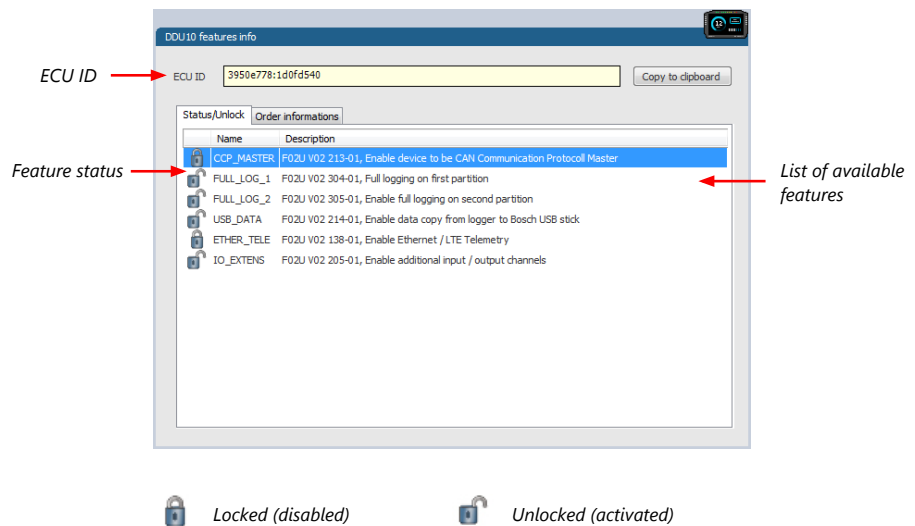 12
DDU10 features info
ECU ID
ECU ID
3950e778:1d0fd540
Copy to clipboard
Status/Unlock
Order informations
Name
Description
CCP_MASTER F02U V02 213-01, Enable device to be CAN Communication Protocoll Master
Feature status
FULL_LOG_1 F02U V02 304-01, Full logging on first partition
List of available
features
FULL_LOG_2 F02U V02 305-01, Enable full logging on second partition
USB_DATA F02U V02 214-01, Enable data copy from logger to Bosch USB stick
ETHER_TELE F02U V02 138-01, Enable Ethernet / LTE Telemetry
IO_EXTENS F02U V02 205-01, Enable additional input / output channels
Locked (disabled)
Unlocked (activated)